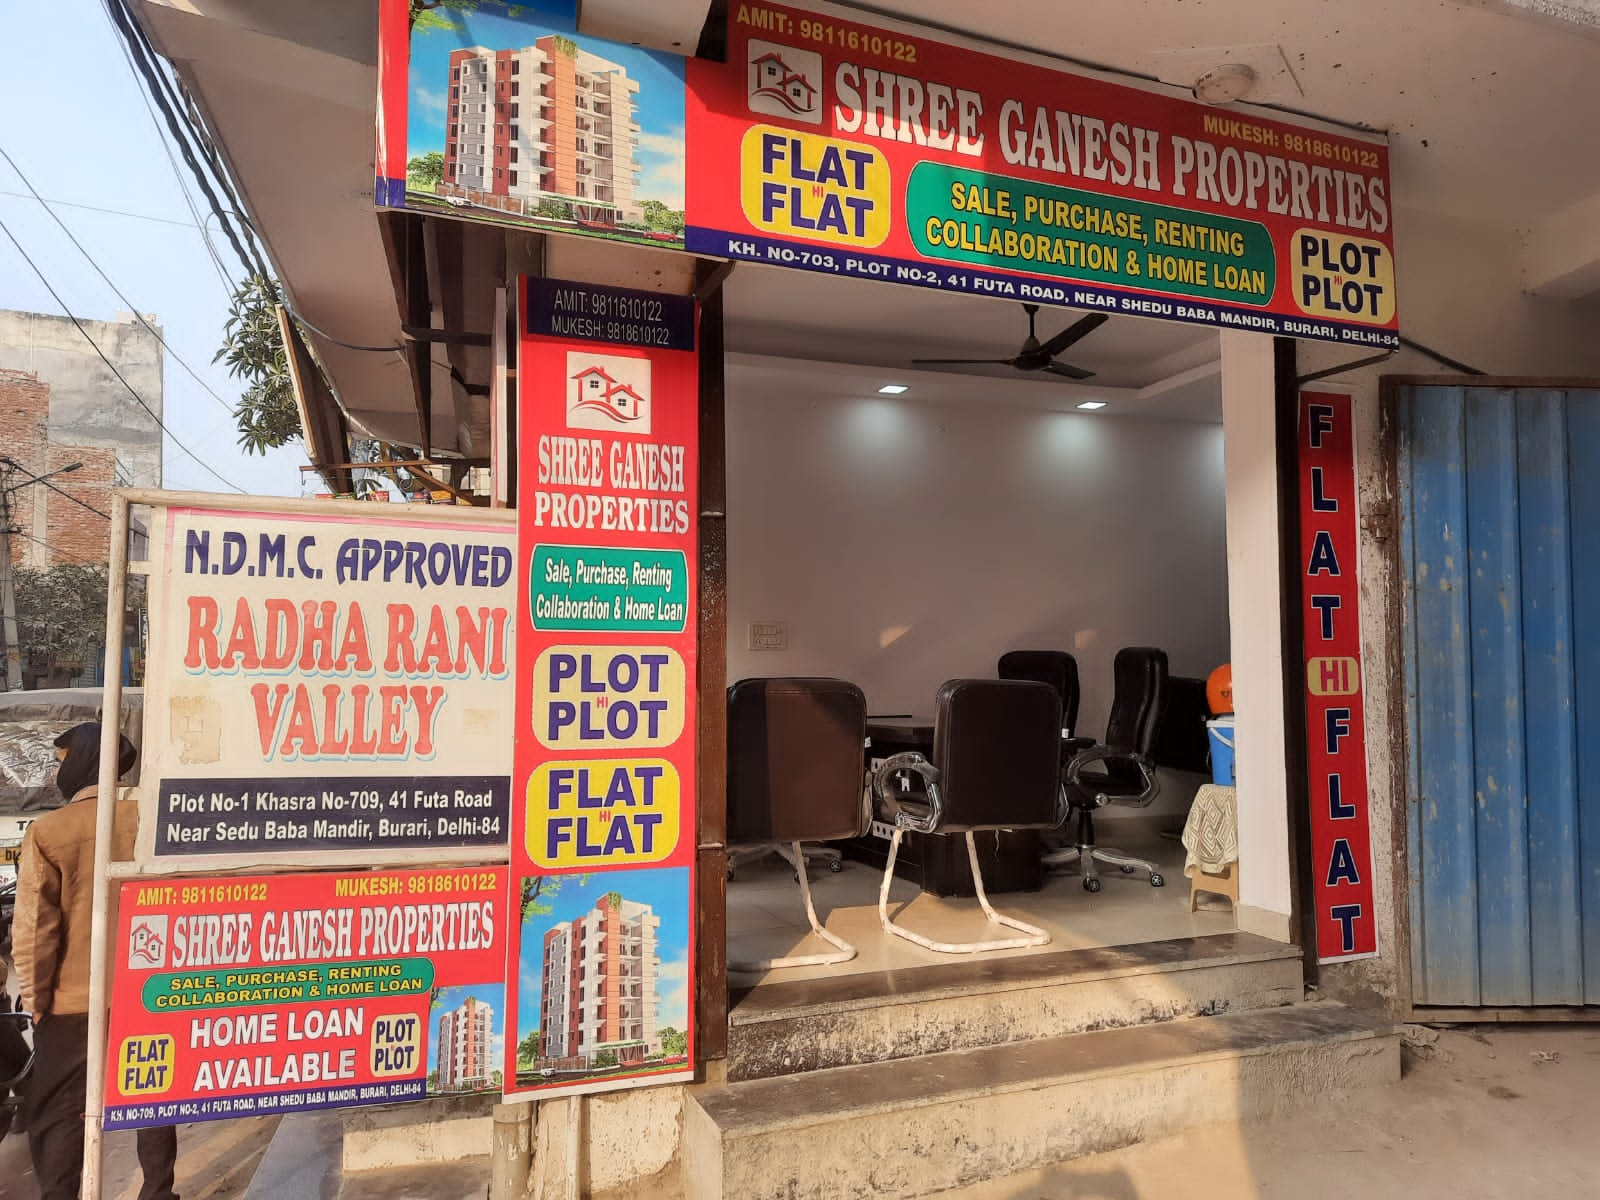 AMIT: 9811610122
MUKESH: 9818610122
SHREE GANESH PROPERTIES
FLAT
HI
FLAT
SALE, PURCHASE, RENTING
COLLABORATION & HOME LOAN
PLOT
HI
PLOT
KH. NO-703, PLOT NO-2, 41 FUTA ROAD, NEAR SHEDU BABA MANDIR, BURARI, DELHI-84
AMIT: 9811610122
MUKESH: 9818610122
SHREE GANESH
PROPERTIES
Sale, Purchase, Renting
Collaboration & Home Loan
PLOT
HI
PLOT
FLAT
HI
FLAT
FLAT HI FLAT
N.D.M.C. APPROVED
RADHA RANI
VALLEY
Plot No-1 Khasra No-709, 41 Futa Road
Near Sedu Baba Mandir, Burari, Delhi-84
AMIT: 9811610122
MUKESH: 9818610122
SHREE GANESH PROPERTIES
SALE, PURCHASE, RENTING
COLLABORATION & HOME LOAN
HOME LOAN
AVAILABLE
FLAT
FLAT
PLOT
PLOT
KH. NO-709, PLOT NO-2, 41 FUTA ROAD, NEAR SHEDU BABA MANDIR, BURARI, DELHI-84